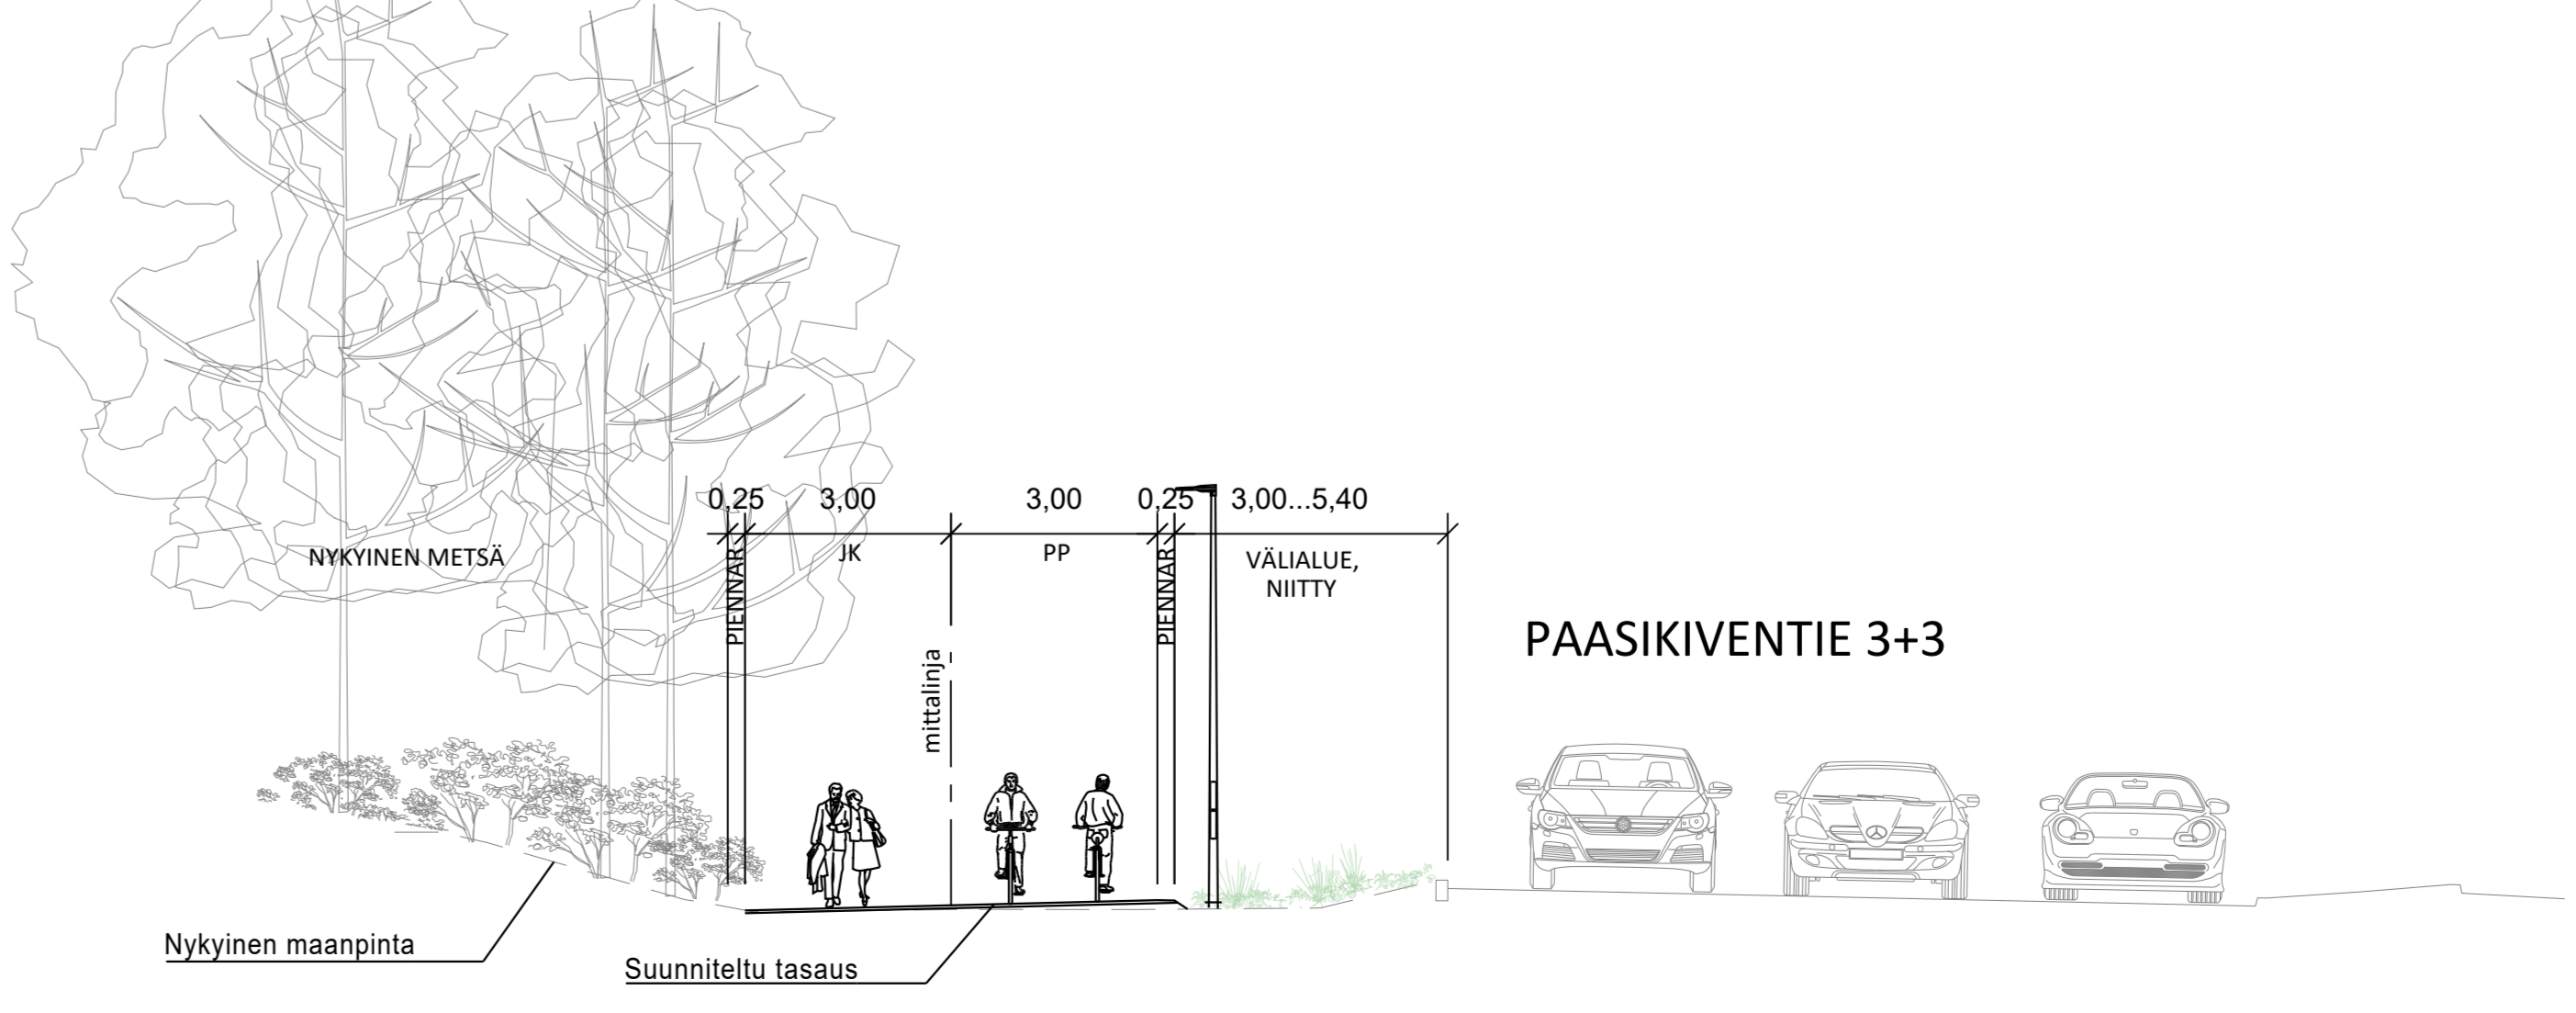 0,25
3,00
3,00
0,25
3,00...5,40
NYKYINEN METSÄ
PIENNAR
JK
PP
PIENNAR
VÄLIALUE,
NIITTY
mittalinja
PAASIKIVENTIE 3+3
Nykyinen maanpinta
Suunniteltu tasaus